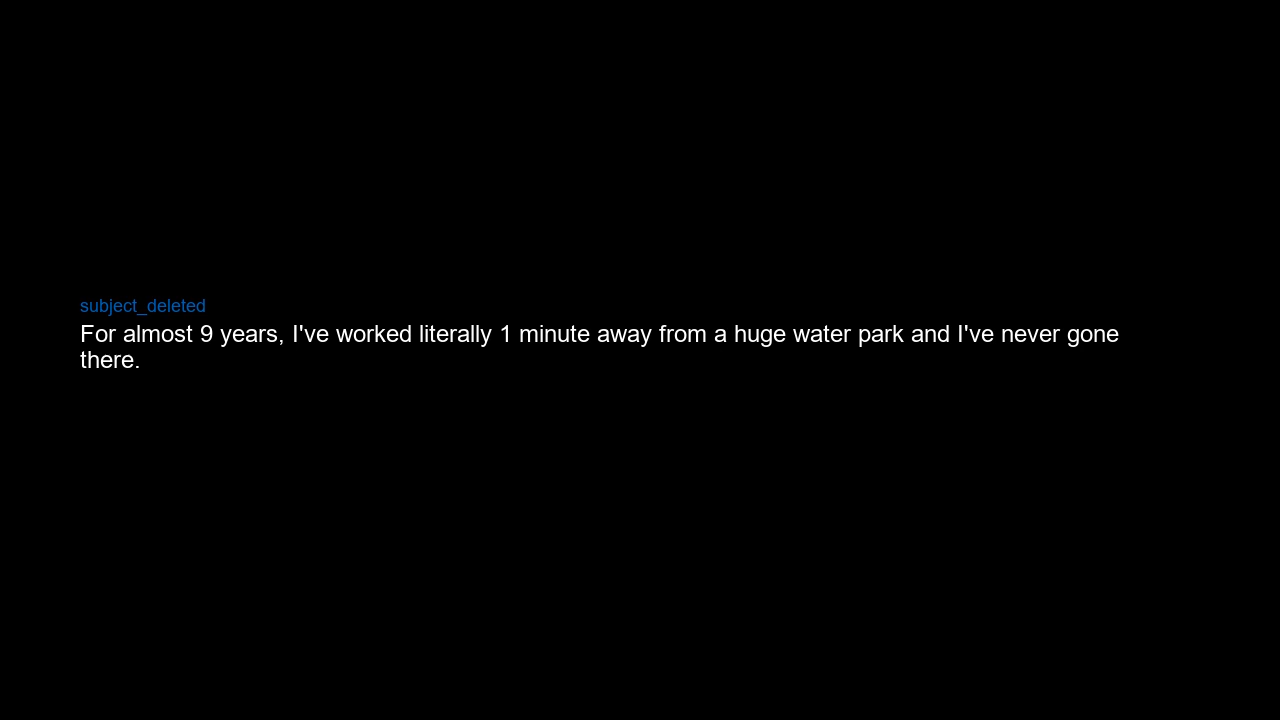 subject_deleted
For almost 9 years, I've worked literally 1 minute away from a huge water park and I've never gone
there.